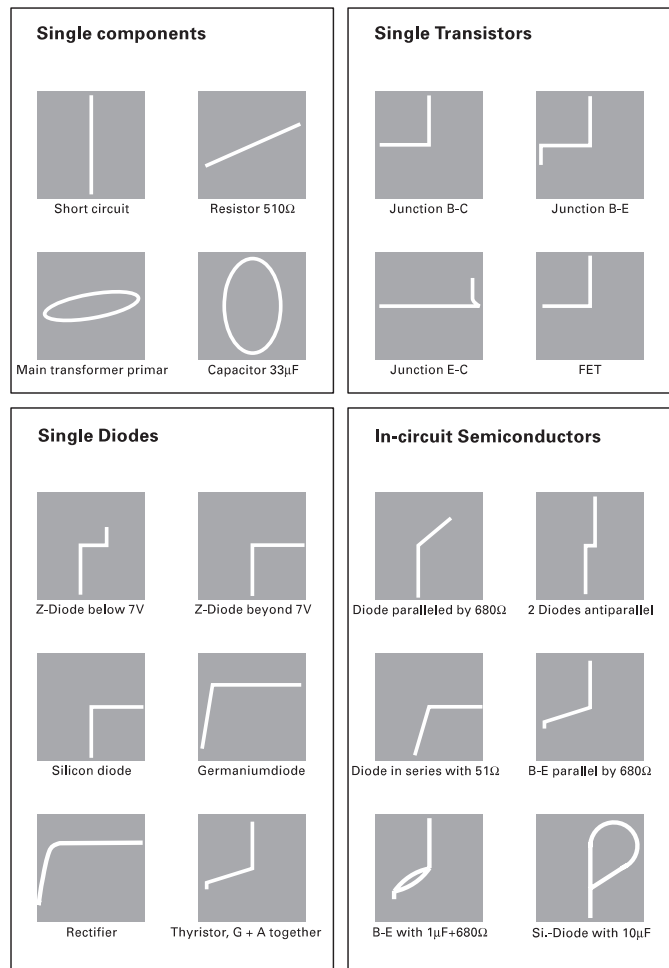 Single components
Short circuit
Resistor 510Ω
Main transformer primar
Capacitor 33µF
Single Transistors
Junction B-C
Junction B-E
Junction E-C
FET
Single Diodes
Z-Diode below 7V
Z-Diode beyond 7V
Silicon diode
Germaniumdiode
Rectifier
Thyristor, G + A together
In-circuit Semiconductors
Diode paralleled by 680Ω
2 Diodes antiparallel
Diode in series with 51Ω
B-E parallel by 680Ω
B-E with 1µF+680Ω
Si.-Diode with 10µF